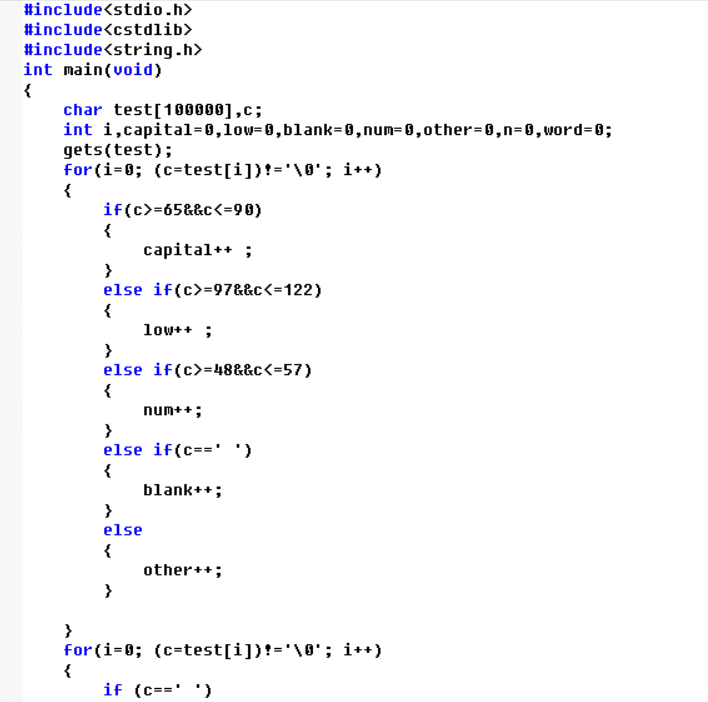 #include<stdio.h>
#include<cstdlib>
#include<string.h>
int main(void)
{
    char test[100000],c;
    int i,capital=0,low=0,blank=0,num=0,other=0,n=0,word=0;
    gets(test);
    for(i=0; (c=test[i])!='\0'; i++)
    {
        if(c>=65&&c<=90)
        {
            capital++ ;
        }
        else if(c>=97&&c<=122)
        {
            low++ ;
        }
        else if(c>=48&&c<=57)
        {
            num++;
        }
        else if(c==' ')
        {
            blank++;
        }
        else
        {
            other++;
        }
    }
    for(i=0; (c=test[i])!='\0'; i++)
    {
        if (c==' ')